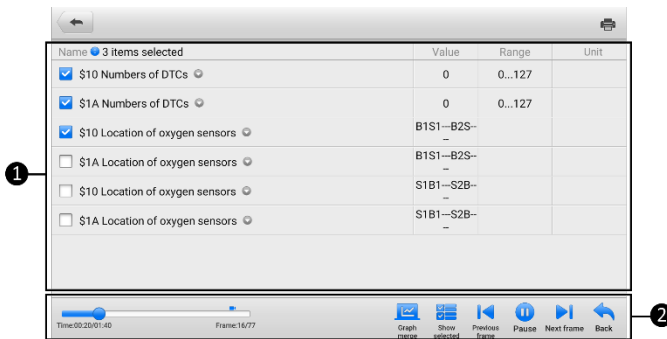 Name 3 items selected Value Range Unit
$10 Numbers of DTCs 0 0...127
$1A Numbers of DTCs 0 0...127
$10 Location of oxygen sensors B1S1---B2S--
–
$1A Location of oxygen sensors B1S1---B2S--
–
$10 Location of oxygen sensors S1B1---S2B--
–
$1A Location of oxygen sensors S1B1---S2B--
–
1
2
Time:00:20/01:40 Frame:16/77
Graph merge
Show selected
Previous frame
Pause
Next frame
Back